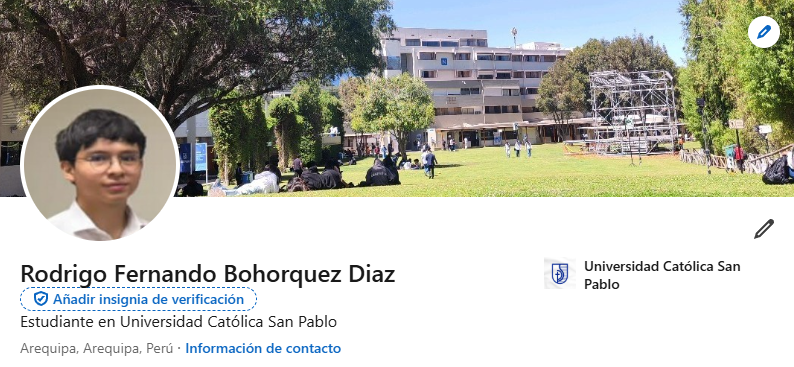 Rodrigo Fernando Bohorquez Diaz
Añadir insignia de verificación
Estudiante en Universidad Católica San Pablo
Arequipa, Arequipa, Perú · Información de contacto
Universidad Católica San
Pablo